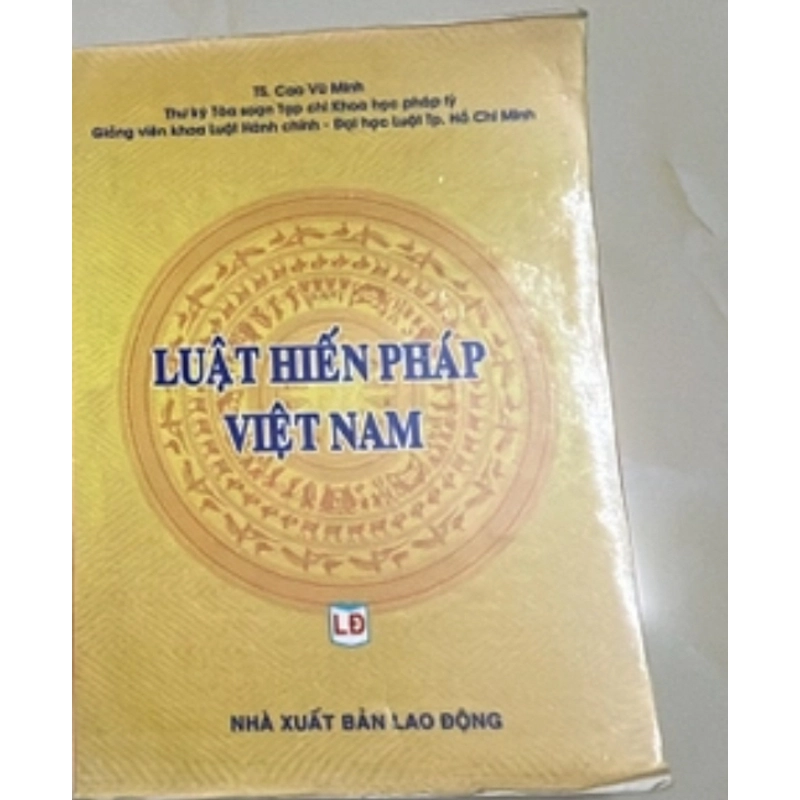 TS. Cao Vũ Minh
Thư ký Tòa soạn Tạp chí Khoa học pháp lý
Giảng viên khoa Luật Hành chính - Đại học Luật Tp. Hồ Chí Minh
LUẬT HIẾN PHÁP
VIỆT NAM
LĐ
NHÀ XUẤT BẢN LAO ĐỘNG